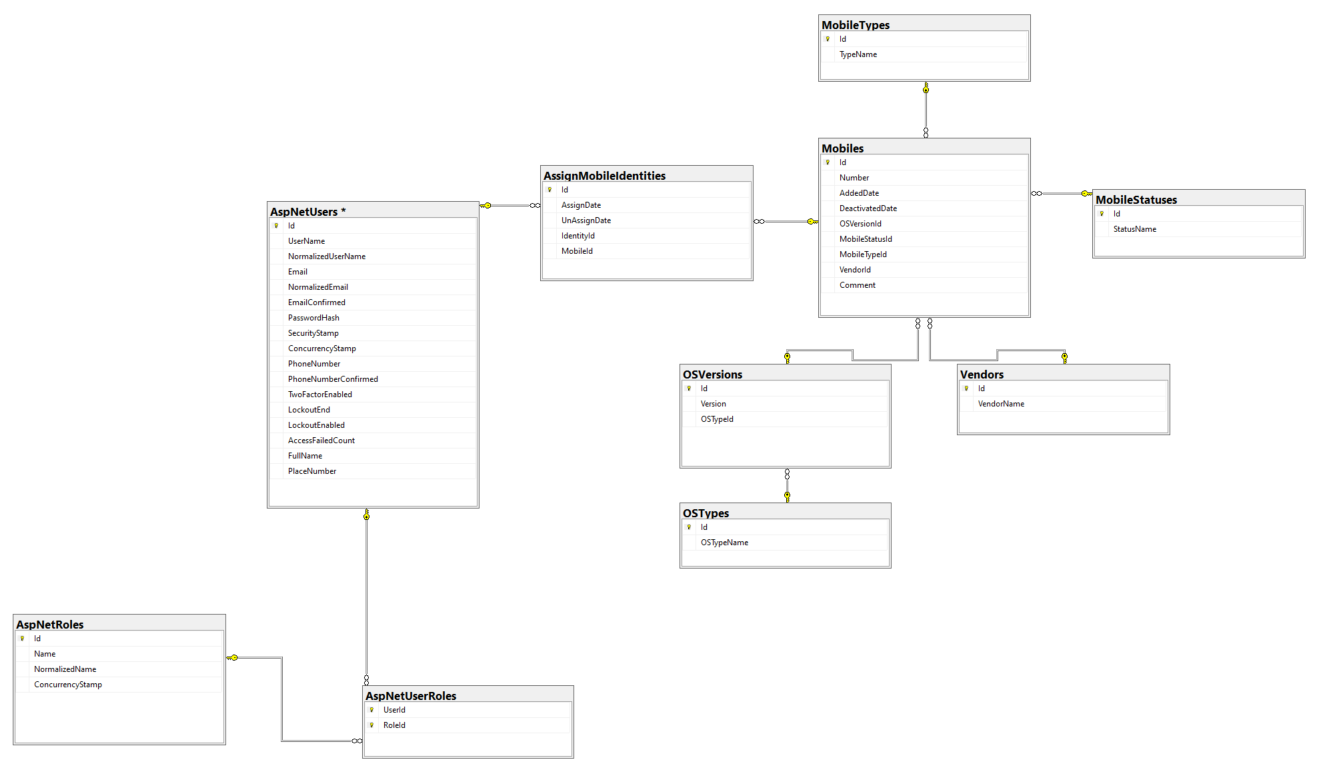 MobileTypes
Id
TypeName
Mobiles
Id
Number
AddedDate
DeactivatedDate
OSVersionId
MobileStatusId
MobileTypeId
VendorId
Comment
AssignMobileIdentities
Id
AssignDate
UnAssignDate
IdentityId
MobileId
MobileStatuses
Id
StatusName
AspNetUsers *
Id
UserName
NormalizedUserName
Email
NormalizedEmail
EmailConfirmed
PasswordHash
SecurityStamp
ConcurrencyStamp
PhoneNumber
PhoneNumberConfirmed
TwoFactorEnabled
LockoutEnd
LockoutEnabled
AccessFailedCount
FullName
PlaceNumber
OSVersions
Id
Version
OSTypeId
Vendors
Id
VendorName
OSTypes
Id
OSTypeName
AspNetRoles
Id
Name
NormalizedName
ConcurrencyStamp
AspNetUserRoles
UserId
RoleId